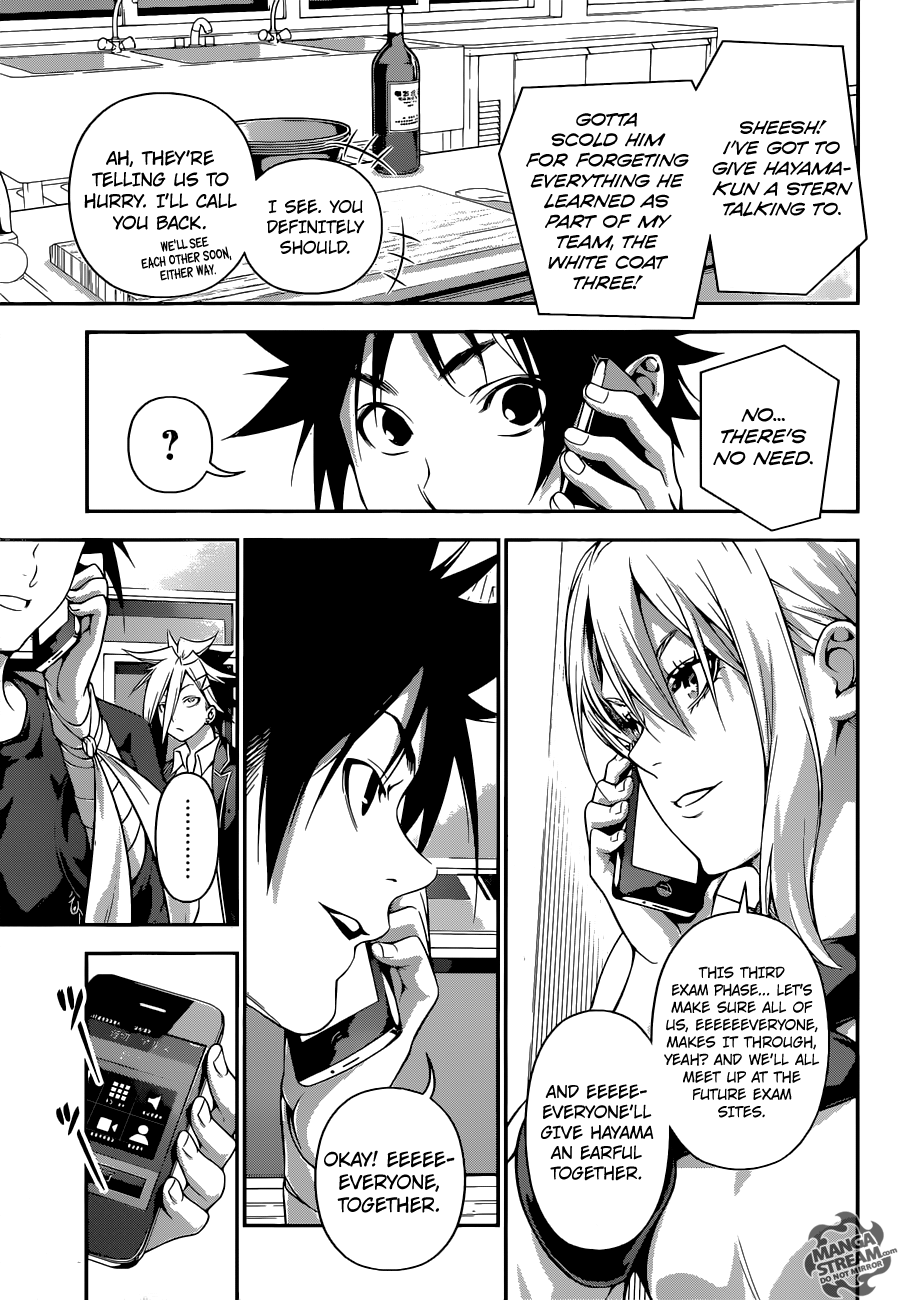 SHEESH!
I'VE GOT TO
GIVE HAYAMA-
KUN A STERN
TALKING TO.
GOTTA
SCOLD HIM
FOR FORGETING
EVERYTHING HE
LEARNED AS
PART OF MY
TEAM, THE
WHITE COAT
THREE!
I SEE. YOU
DEFINITELY
SHOULD.
AH, THEY'RE
TELLING US TO
HURRY. I'LL CALL
YOU BACK.
WE'LL SEE
EACH OTHER SOON,
EITHER WAY.
NO...
THERE'S
NO NEED.
?
THIS THIRD
EXAM PHASE... LET'S
MAKE SURE ALL OF
US, EEEEEEVERYONE,
MAKES IT THROUGH,
YEAH? AND WE'LL ALL
MEET UP AT THE
FUTURE EXAM
SITES.
AND EEEEE-
EVERYONE'LL
GIVE HAYAMA
AN EARFUL
TOGETHER.
OKAY! EEEEE-
EVERYONE,
TOGETHER.
.........
MANGA
STREAM.com
DO NOT MIRROR